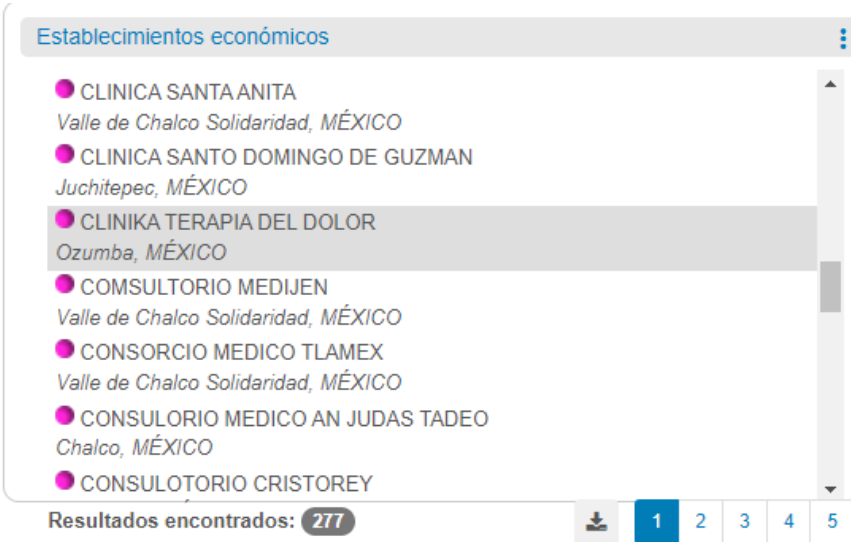 Establecimientos económicos
CLINICA SANTA ANITA
Valle de Chalco Solidaridad, MÉXICO
CLINICA SANTO DOMINGO DE GUZMAN
Juchitepec, MÉXICO
CLINIKA TERAPIA DEL DOLOR
Ozumba, MÉXICO
COMSULTORIO MEDIJEN
Valle de Chalco Solidaridad, MÉXICO
CONSORCIO MEDICO TLAMEX
Valle de Chalco Solidaridad, MÉXICO
CONSULORIO MEDICO AN JUDAS TADEO
Chalco, MÉXICO
CONSULOTORIO CRISTOREY
Resultados encontrados: 277 1 2 3 4 5